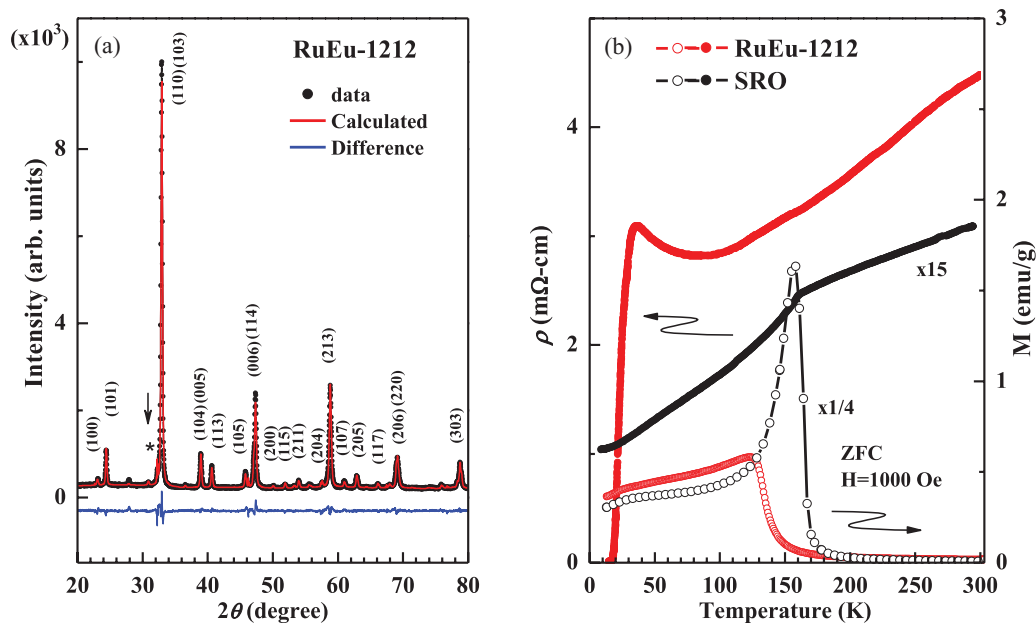 (x10³)
(a)
RuEu-1212
data
Calculated
Difference
(100)
(101)
*
(110) (103)
(104) (005)
(113)
(105)
(006) (114)
(200)
(115)
(211)
(204)
(213)
(107)
(205)
(117)
(206) (220)
(303)
Intensity (arb. units)
8
4
0
20 30 40 50 60 70 80
2θ (degree)
(b)
RuEu-1212
SRO
x15
x1/4
ZFC
H=1000 Oe
ρ (mΩ-cm)
4
2
0
M (emu/g)
3
2
1
0
0 50 100 150 200 250 300
Temperature (K)